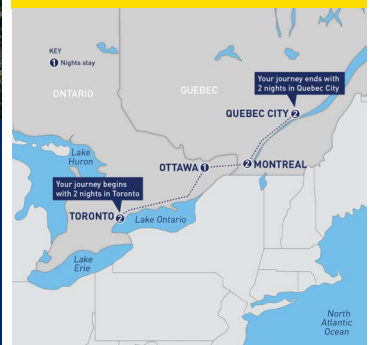 KEY
1 Nights stay
ONTARIO
QUEBEC
Your journey ends with
2 nights in Quebec City
QUEBEC CITY 2
Lake
Huron
OTTAWA 1
2 MONTREAL
Your journey begins
with 2 nights in Toronto
TORONTO 2
Lake Ontario
Lake
Erie
North
Atlantic
Ocean